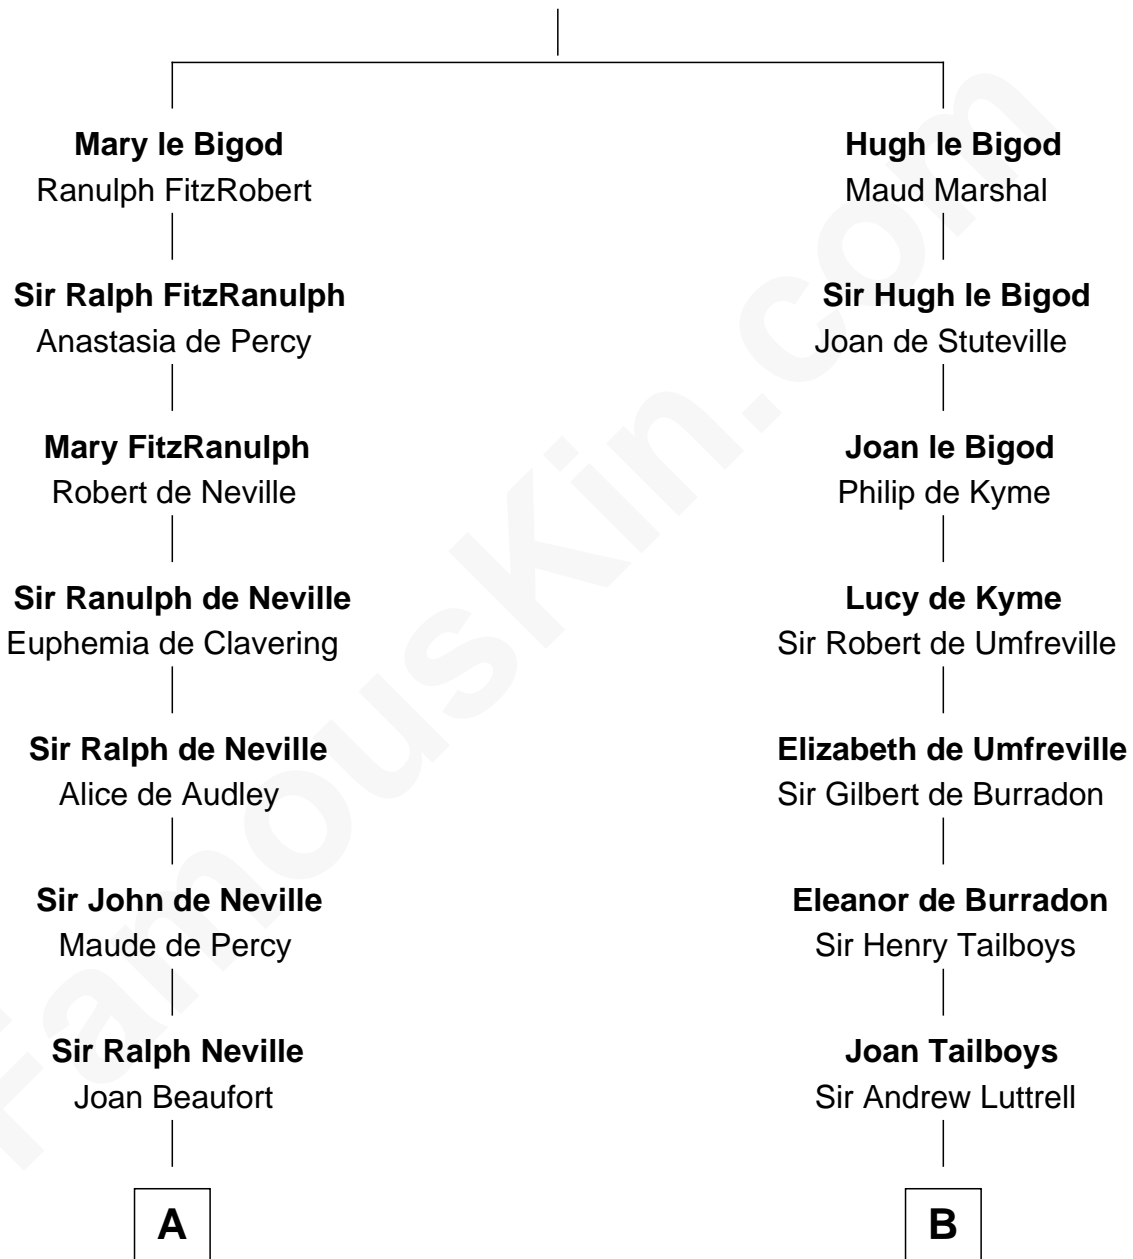 Mary le Bigod
Ranulph FitzRobert
Hugh le Bigod
Maud Marshal
Sir Ralph FitzRanulph
Anastasia de Percy
Sir Hugh le Bigod
Joan de Stuteville
Mary FitzRanulph
Robert de Neville
Joan le Bigod
Philip de Kyme
Sir Ranulph de Neville
Euphemia de Clavering
Lucy de Kyme
Sir Robert de Umfreville
Sir Ralph de Neville
Alice de Audley
Elizabeth de Umfreville
Sir Gilbert de Burradon
Sir John de Neville
Maude de Percy
Eleanor de Burradon
Sir Henry Tailboys
Sir Ralph Neville
Joan Beaufort
Joan Tailboys
Sir Andrew Luttrell
A
B
FamousKin.com